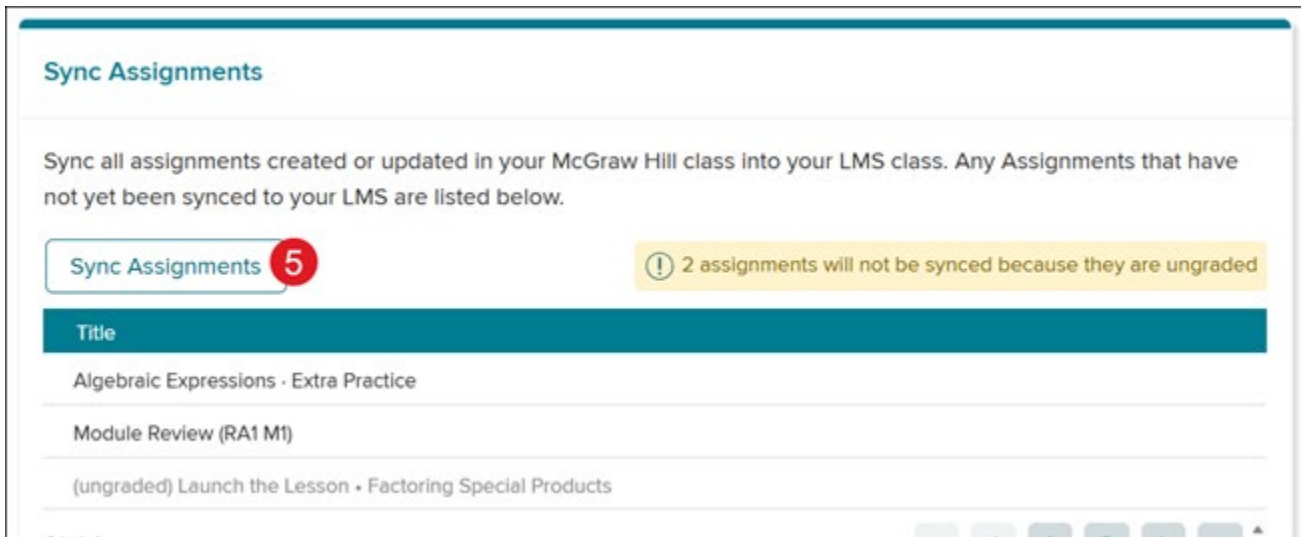 Sync Assignments
Sync all assignments created or updated in your McGraw Hill class into your LMS class. Any Assignments that have
not yet been synced to your LMS are listed below.
Sync Assignments 5
! 2 assignments will not be synced because they are ungraded
Title
Algebraic Expressions · Extra Practice
Module Review (RA1 M1)
(ungraded) Launch the Lesson • Factoring Special Products